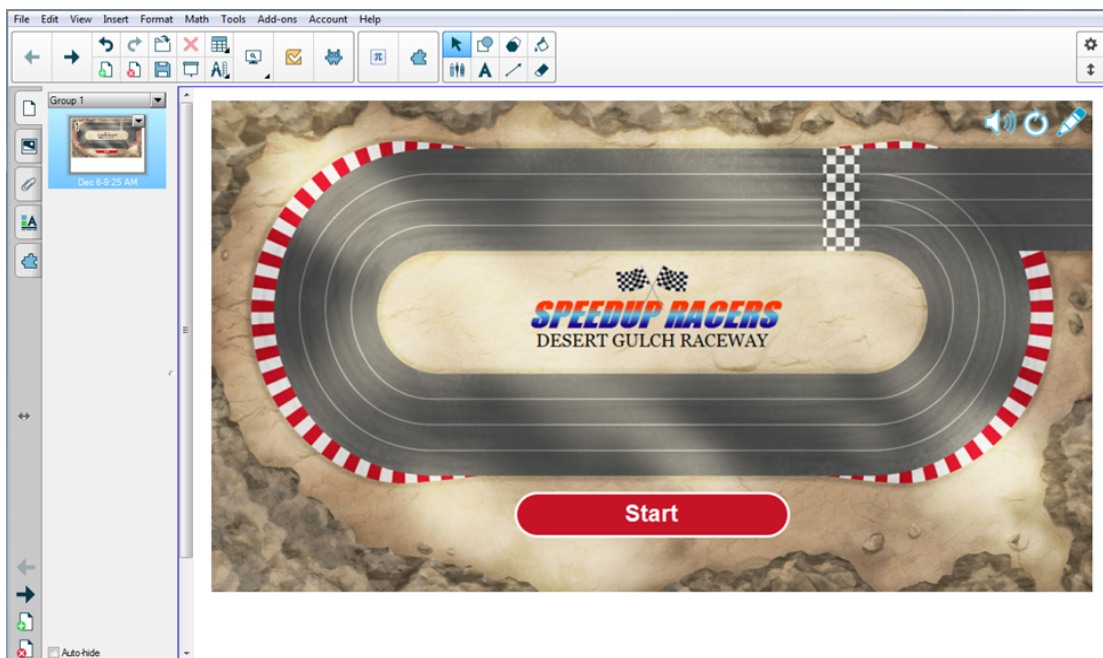 File Edit View Insert Format Math Tools Add-ons Account Help
π
A
Group 1
1
Dec 6-9:25 AM
A
SPEEDUP RACERS
DESERT GULCH RACEWAY
Start
Auto-hide